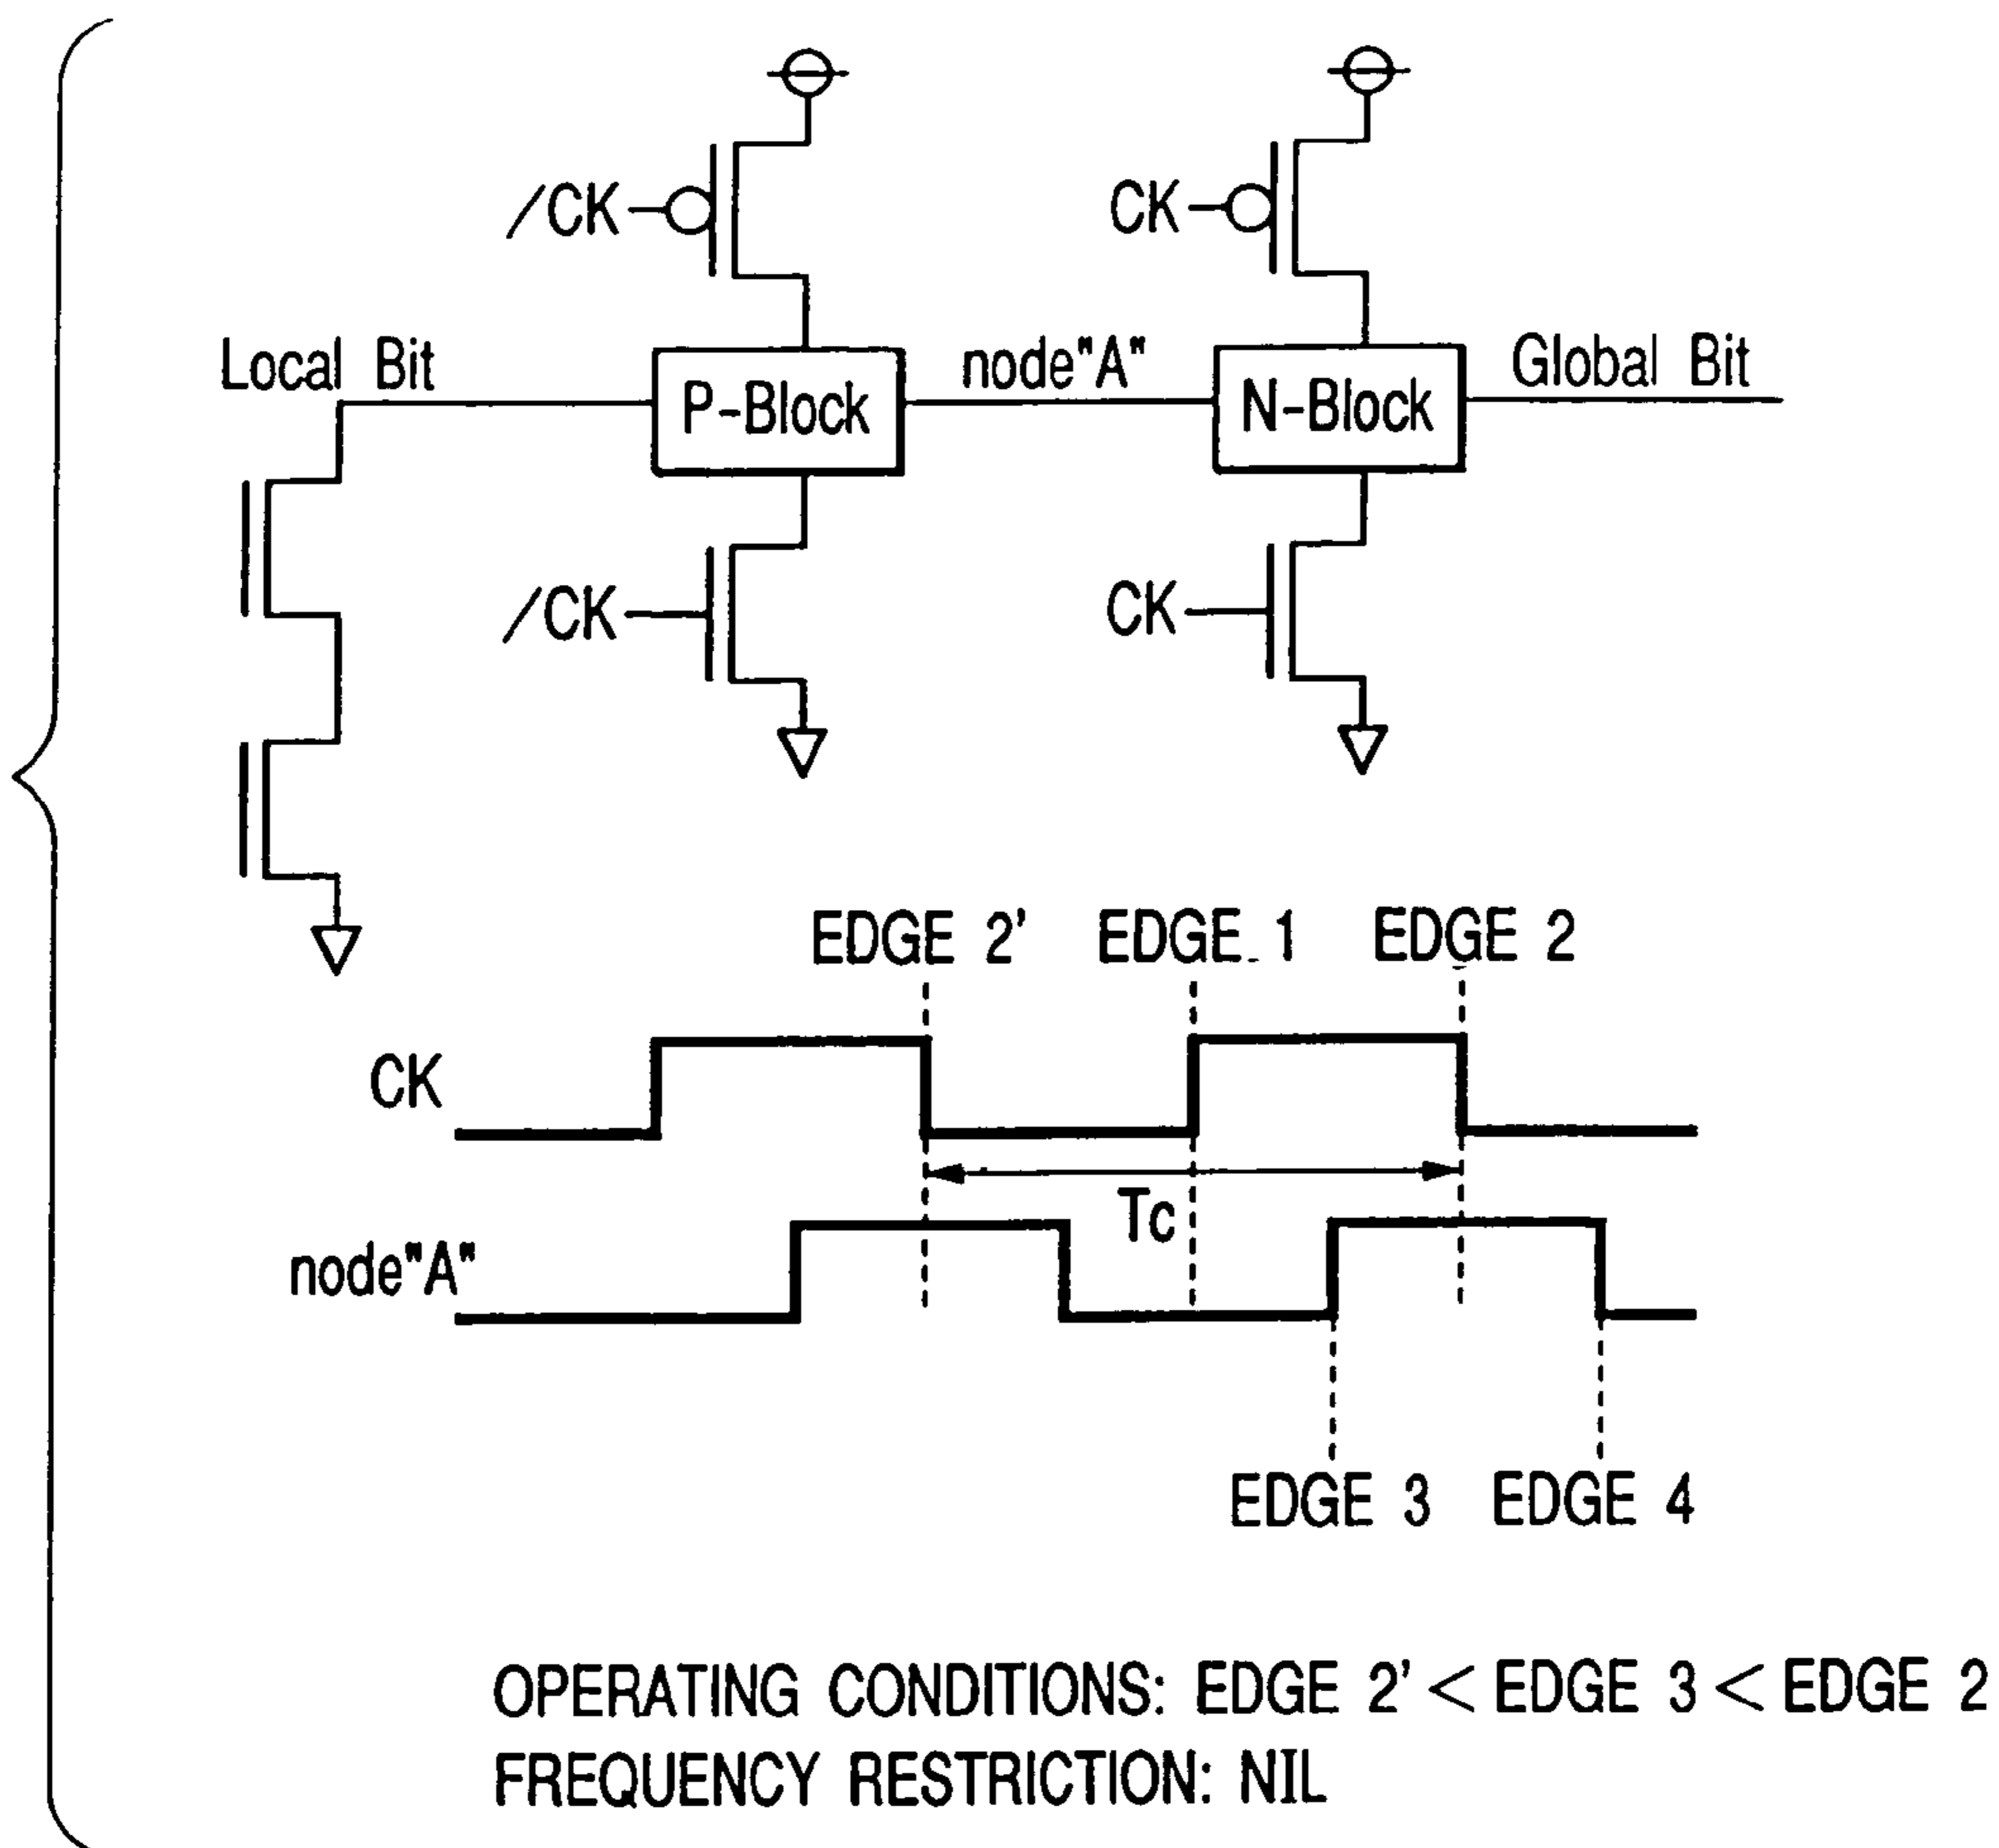 /CK
CK
Local Bit
P-Block
node"A"
N-Block
Global Bit
/CK
CK
EDGE 2'
EDGE 1
EDGE 2
CK
Tc
node"A"
EDGE 3
EDGE 4
OPERATING CONDITIONS: EDGE 2' < EDGE 3 < EDGE 2
FREQUENCY RESTRICTION: NIL